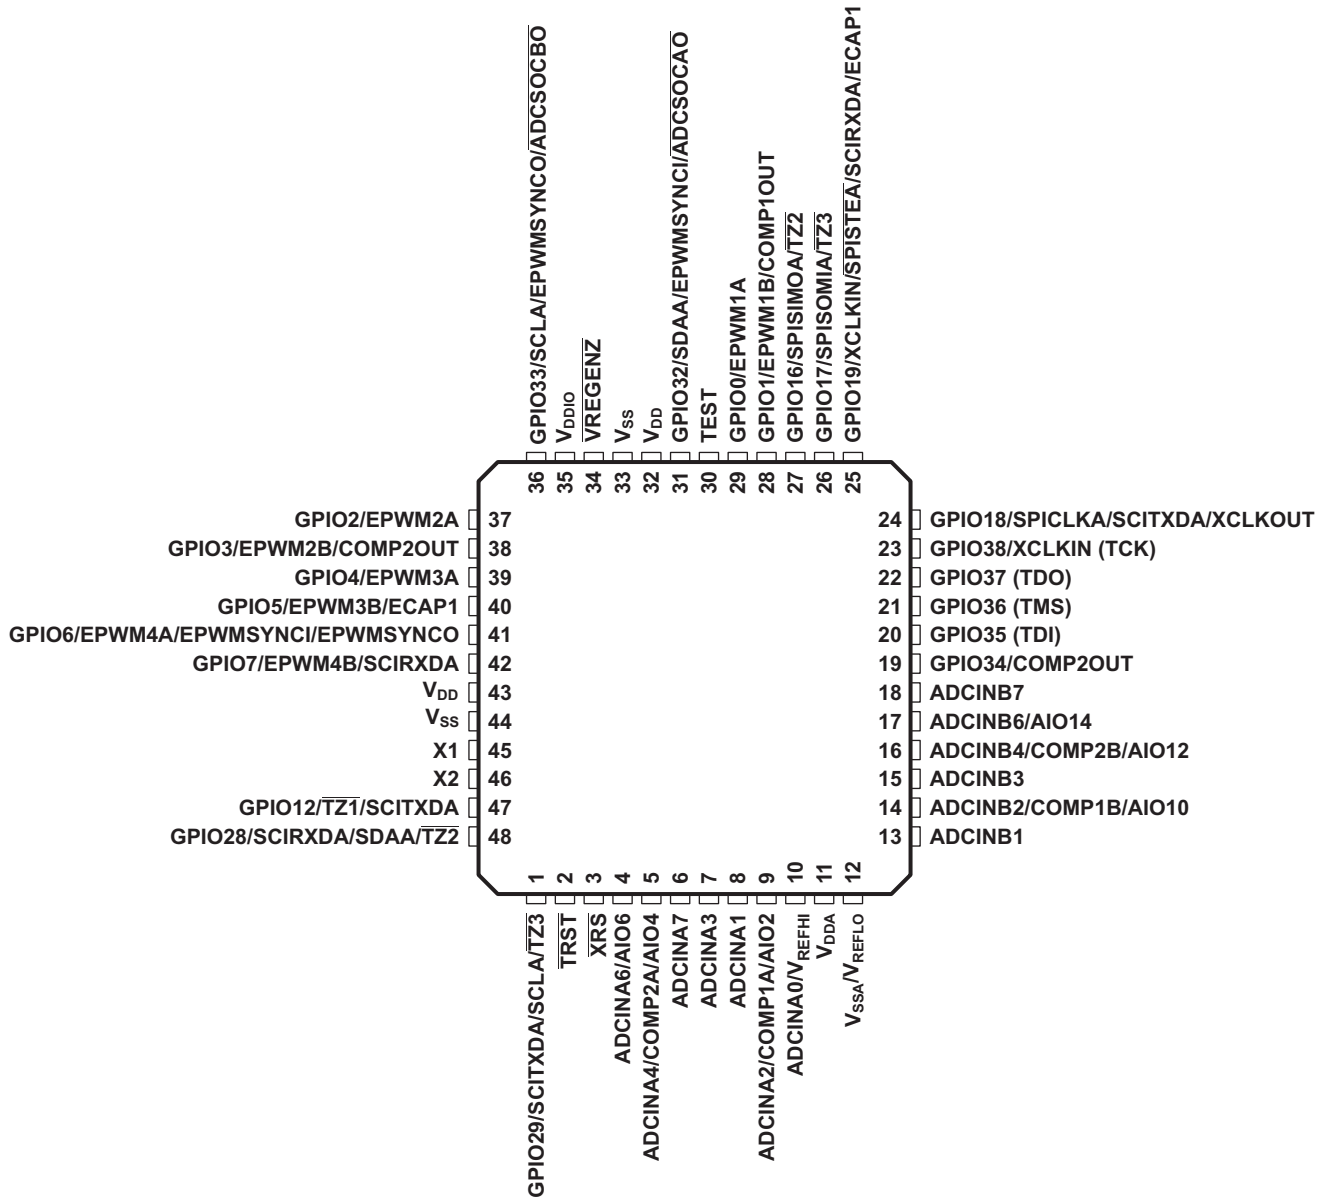 GPIO33/SCLA/EPWMSYNCO/ADCSOCBO
VDDIO
VREGENZ
VSS
VDD
GPIO32/SDAA/EPWMSYNCI/ADCSOCAO
TEST
GPIO0/EPWM1A
GPIO1/EPWM1B/COMP1OUT
GPIO16/SPISIMOA/TZ2
GPIO17/SPISOMIA/TZ3
GPIO19/XCLKIN/SPISTEA/SCIRXDA/ECAP1
36
35
34
33
32
31
30
29
28
27
26
25
GPIO2/EPWM2A 37
GPIO3/EPWM2B/COMP2OUT 38
GPIO4/EPWM3A 39
GPIO5/EPWM3B/ECAP1 40
GPIO6/EPWM4A/EPWMSYNCI/EPWMSYNCO 41
GPIO7/EPWM4B/SCIRXDA 42
VDD 43
VSS 44
X1 45
X2 46
GPIO12/TZ1/SCITXDA 47
GPIO28/SCIRXDA/SDAA/TZ2 48
24 GPIO18/SPICLKA/SCITXDA/XCLKOUT
23 GPIO38/XCLKIN (TCK)
22 GPIO37 (TDO)
21 GPIO36 (TMS)
20 GPIO35 (TDI)
19 GPIO34/COMP2OUT
18 ADCINB7
17 ADCINB6/AIO14
16 ADCINB4/COMP2B/AIO12
15 ADCINB3
14 ADCINB2/COMP1B/AIO10
13 ADCINB1
1
2
3
4
5
6
7
8
9
10
11
12
GPIO29/SCITXDA/SCLA/TZ3
TRST
XRS
ADCINA6/AIO6
ADCINA4/COMP2A/AIO4
ADCINA7
ADCINA3
ADCINA1
ADCINA2/COMP1A/AIO2
ADCINA0/VREFHI
VDDA
VSSA/VREFLO